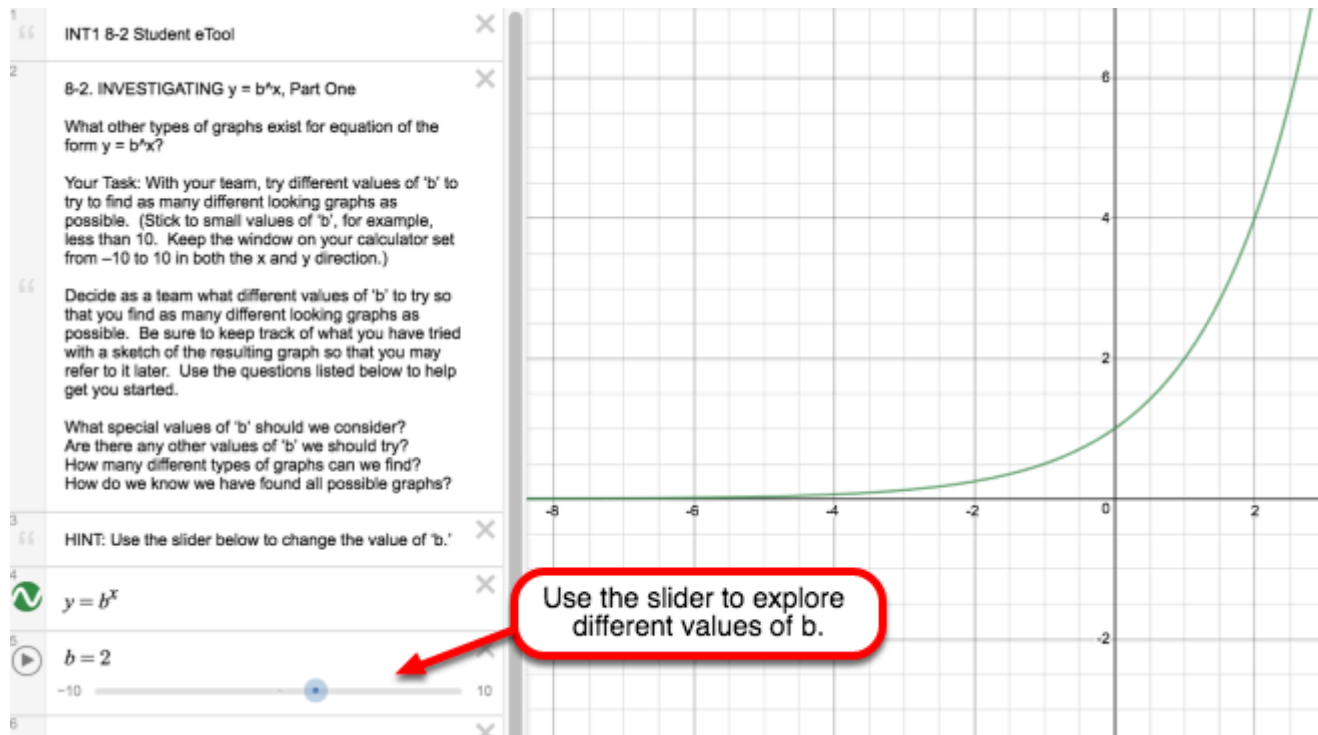 1
INT1 8-2 Student eTool
2
8-2. INVESTIGATING y = b^x, Part One
What other types of graphs exist for equation of the
form y = b^x?
Your Task: With your team, try different values of 'b' to
try to find as many different looking graphs as
possible. (Stick to small values of 'b', for example,
less than 10. Keep the window on your calculator set
from –10 to 10 in both the x and y direction.)
Decide as a team what different values of 'b' to try so
that you find as many different looking graphs as
possible. Be sure to keep track of what you have tried
with a sketch of the resulting graph so that you may
refer to it later. Use the questions listed below to help
get you started.
What special values of 'b' should we consider?
Are there any other values of 'b' we should try?
How many different types of graphs can we find?
How do we know we have found all possible graphs?
3
HINT: Use the slider below to change the value of 'b.'
4
y = b^x
5
b = 2
-10
10
6
Use the slider to explore
different values of b.
6
4
2
-8
-6
-4
-2
0
2
-2